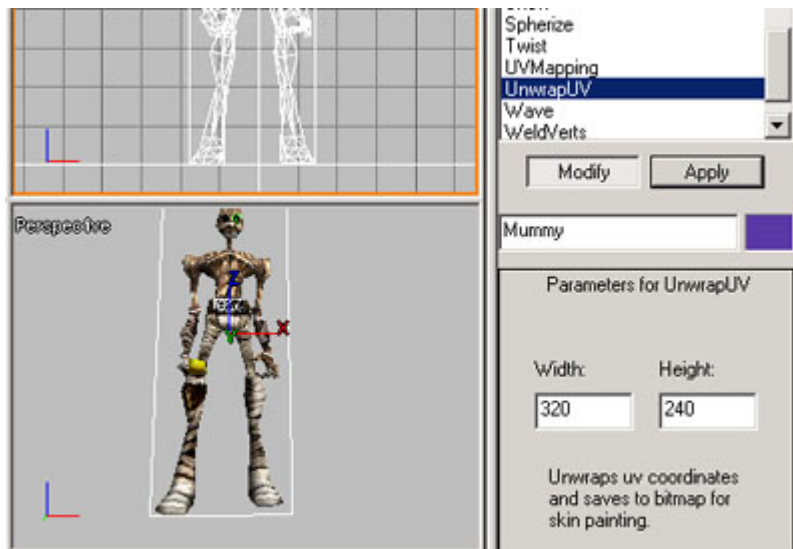 Spherize
Twist
UVMapping
UnwrapUV
Wave
WeldVerts
Modify
Apply
Perspective
Mummy
Parameters for UnwrapUV
Width:
Height:
320
240
Unwraps uv coordinates
and saves to bitmap for
skin painting.
Z
X
Y